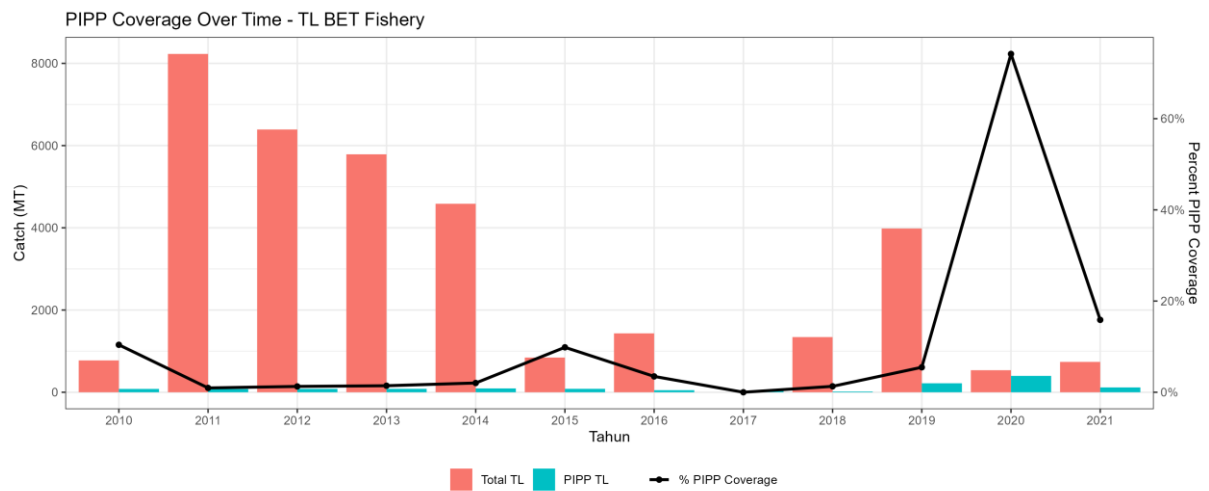 PIPP Coverage Over Time - TL BET Fishery
Catch (MT)
8000
6000
4000
2000
0
60%
40%
20%
0%
Percent PIPP Coverage
2010 2011 2012 2013 2014 2015 2016 2017 2018 2019 2020 2021
Tahun
Total TL PIPP TL % PIPP Coverage